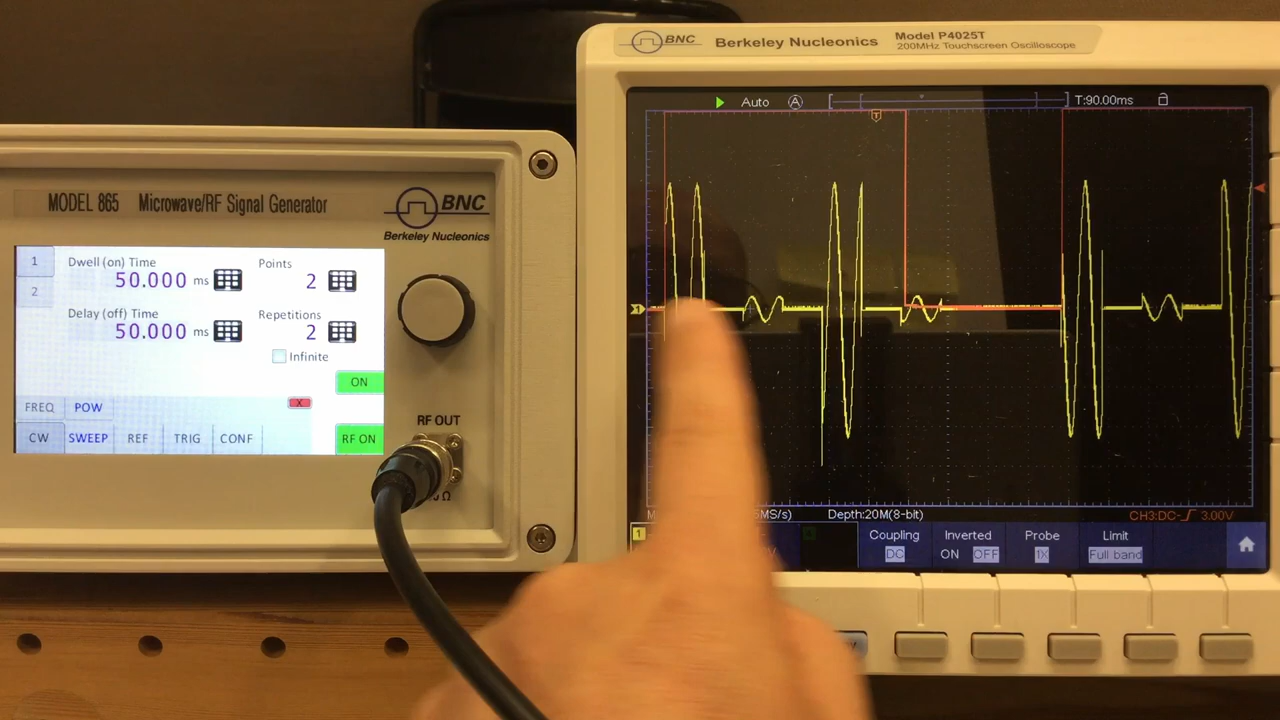 BNC
Berkeley Nucleonics
Model P4025T
200MHz Touchscreen Oscilloscope
Auto
A
T:90.00ms
T
MODEL 865 Microwave/RF Signal Generator
BNC
Berkeley Nucleonics
1
2
Dwell (on) Time
50.000 ms
Points
2
Delay (off) Time
50.000 ms
Repetitions
2
Infinite
ON
X
FREQ POW
CW SWEEP REF TRIG CONF
RF ON
RF OUT
Ω
MS/s) Depth:20M(8-bit)
CH3:DC- 3.00V
1
Coupling Inverted Probe Limit
DC ON OFF 1X Full band